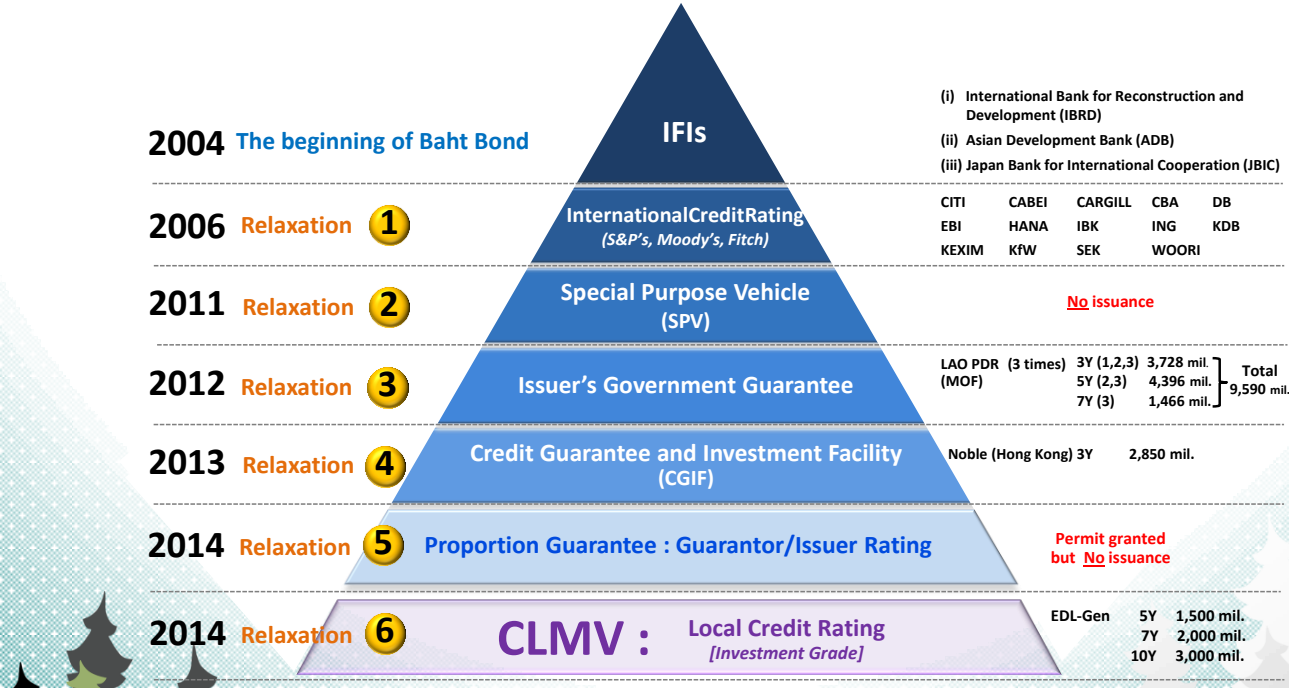 IFIs
2004 The beginning of Baht Bond
(i) International Bank for Reconstruction and
Development (IBRD)
(ii) Asian Development Bank (ADB)
(iii) Japan Bank for International Cooperation (JBIC)
2006 Relaxation 1
InternationalCreditRating
(S&P's, Moody's, Fitch)
CITI CABEI CARGILL CBA DB
EBI HANA IBK ING KDB
KEXIM KfW SEK WOORI
2011 Relaxation 2
Special Purpose Vehicle
(SPV)
No issuance
2012 Relaxation 3
Issuer's Government Guarantee
LAO PDR (3 times) 3Y (1,2,3) 3,728 mil.
(MOF) 5Y (2,3) 4,396 mil.
7Y (3) 1,466 mil.
Total
9,590 mil.
2013 Relaxation 4
Credit Guarantee and Investment Facility
(CGIF)
Noble (Hong Kong) 3Y 2,850 mil.
2014 Relaxation 5
Proportion Guarantee : Guarantor/Issuer Rating
Permit granted
but No issuance
2014 Relaxation 6
CLMV : Local Credit Rating
[Investment Grade]
EDL-Gen 5Y 1,500 mil.
7Y 2,000 mil.
10Y 3,000 mil.